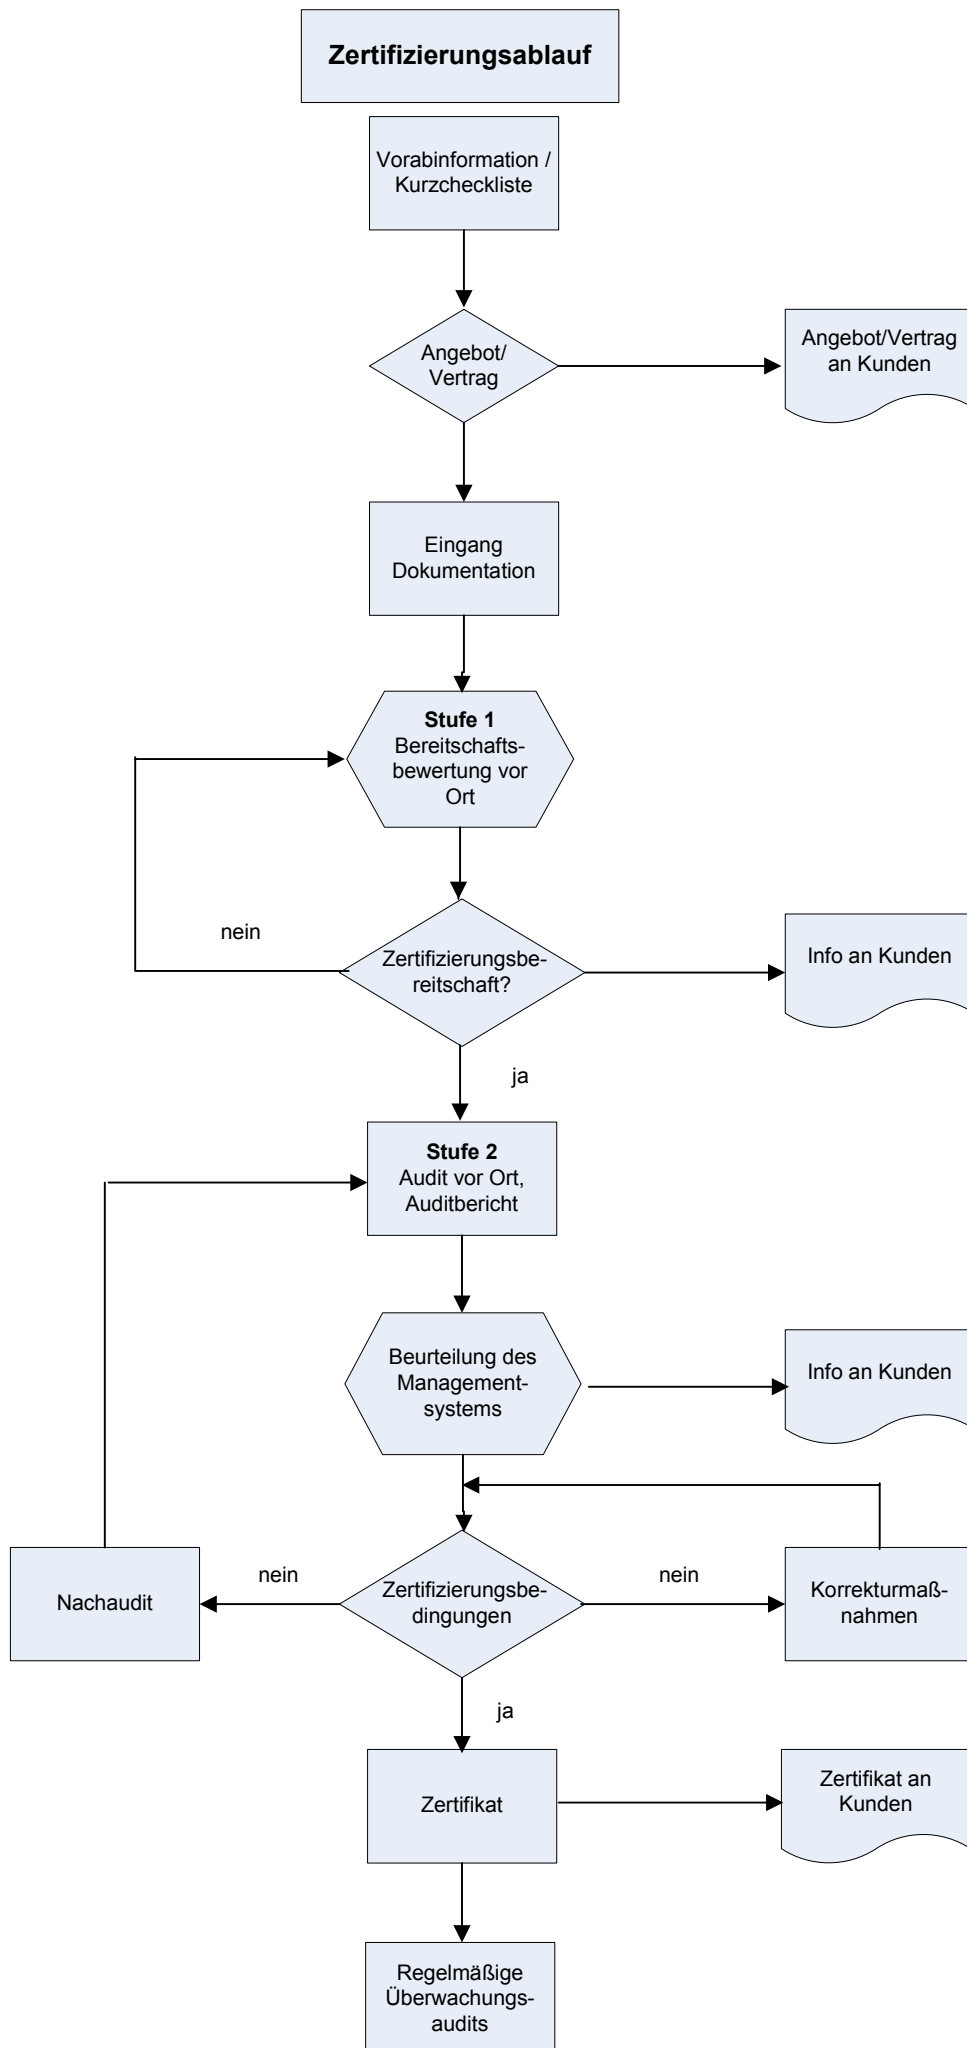 Zertifizierungsablauf
Vorabinformation /
Kurzcheckliste
Angebot/
Vertrag
Angebot/Vertrag
an Kunden
Eingang
Dokumentation
Stufe 1
Bereitschafts-
bewertung vor
Ort
nein
Zertifizierungsbe-
reitschaft?
Info an Kunden
ja
Stufe 2
Audit vor Ort,
Auditbericht
Beurteilung des
Management-
systems
Info an Kunden
Nachaudit
nein
Zertifizierungsbe-
dingungen
nein
Korrekturmaß-
nahmen
ja
Zertifikat
Zertifikat an
Kunden
Regelmäßige
Überwachungs-
audits